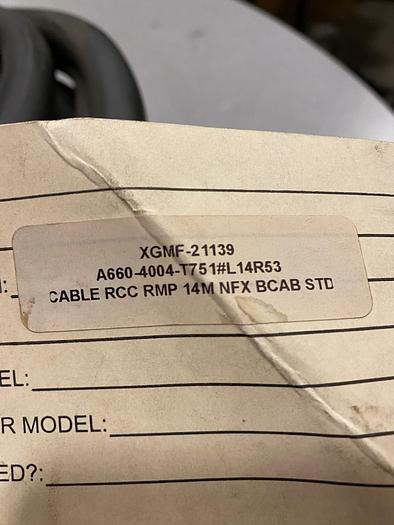 XGMF-21139
A660-4004-T751#L14R53
CABLE RCC RMP 14M NFX BCAB STD
EL:
R MODEL:
ED?: